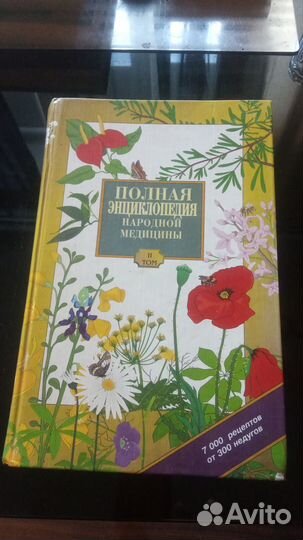 ПОЛНАЯ
ЭНЦИКЛОПЕДИЯ
НАРОДНОЙ
МЕДИЦИНЫ
II
ТОМ
7 000 рецептов
от 300 недугов
Avito